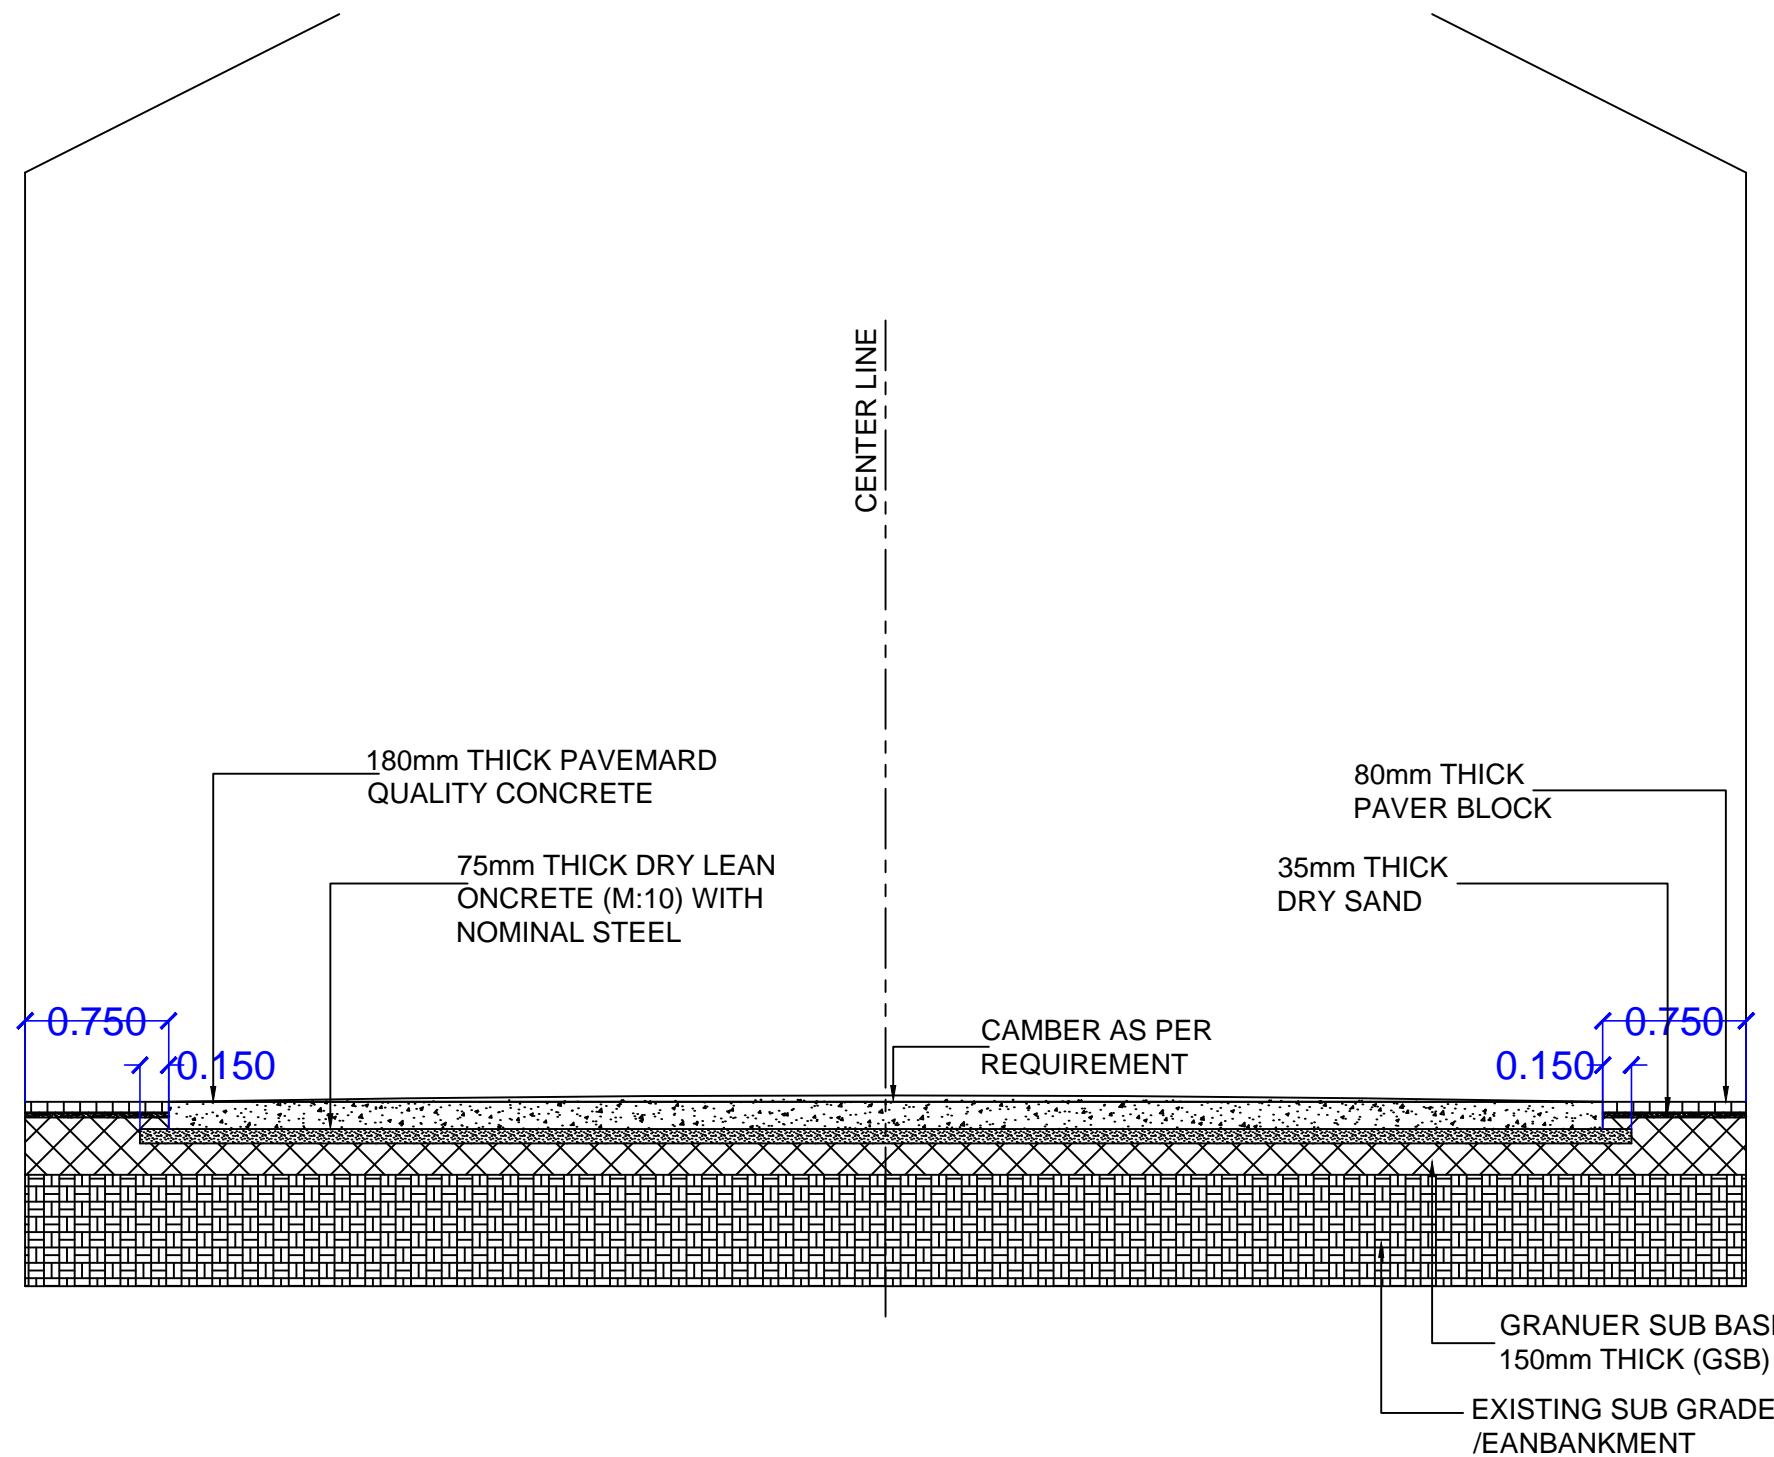 CENTER LINE
180mm THICK PAVEMARD
QUALITY CONCRETE
80mm THICK
PAVER BLOCK
75mm THICK DRY LEAN
ONCRETE (M:10) WITH
NOMINAL STEEL
35mm THICK
DRY SAND
0.750
0.750
CAMBER AS PER
REQUIREMENT
0.150
0.150
GRANUER SUB BAS
150mm THICK (GSB)
EXISTING SUB GRADE
/EANBANKMENT